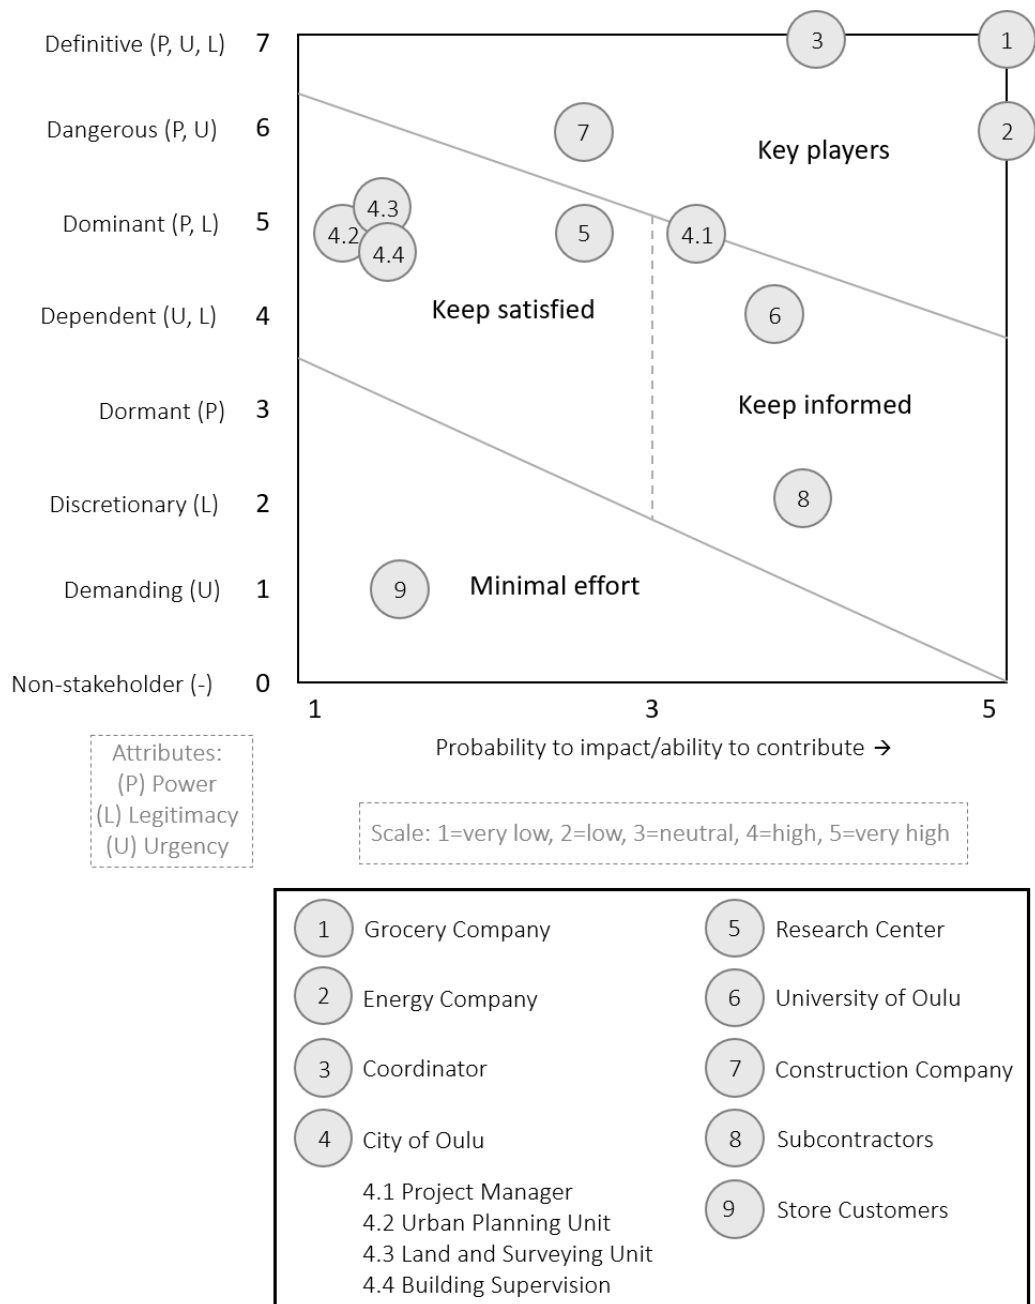 Definitive (P, U, L) 7
3
1
Dangerous (P, U) 6
7
2
Key players
Dominant (P, L) 5
4.3
4.2
4.4
5
4.1
Dependent (U, L) 4
Keep satisfied
6
Dormant (P) 3
Keep informed
Discretionary (L) 2
8
Demanding (U) 1
9
Minimal effort
Non-stakeholder (-) 0
1 3 5
Probability to impact/ability to contribute →
Attributes:
(P) Power
(L) Legitimacy
(U) Urgency
Scale: 1=very low, 2=low, 3=neutral, 4=high, 5=very high
1 Grocery Company
2 Energy Company
3 Coordinator
4 City of Oulu
4.1 Project Manager
4.2 Urban Planning Unit
4.3 Land and Surveying Unit
4.4 Building Supervision
5 Research Center
6 University of Oulu
7 Construction Company
8 Subcontractors
9 Store Customers